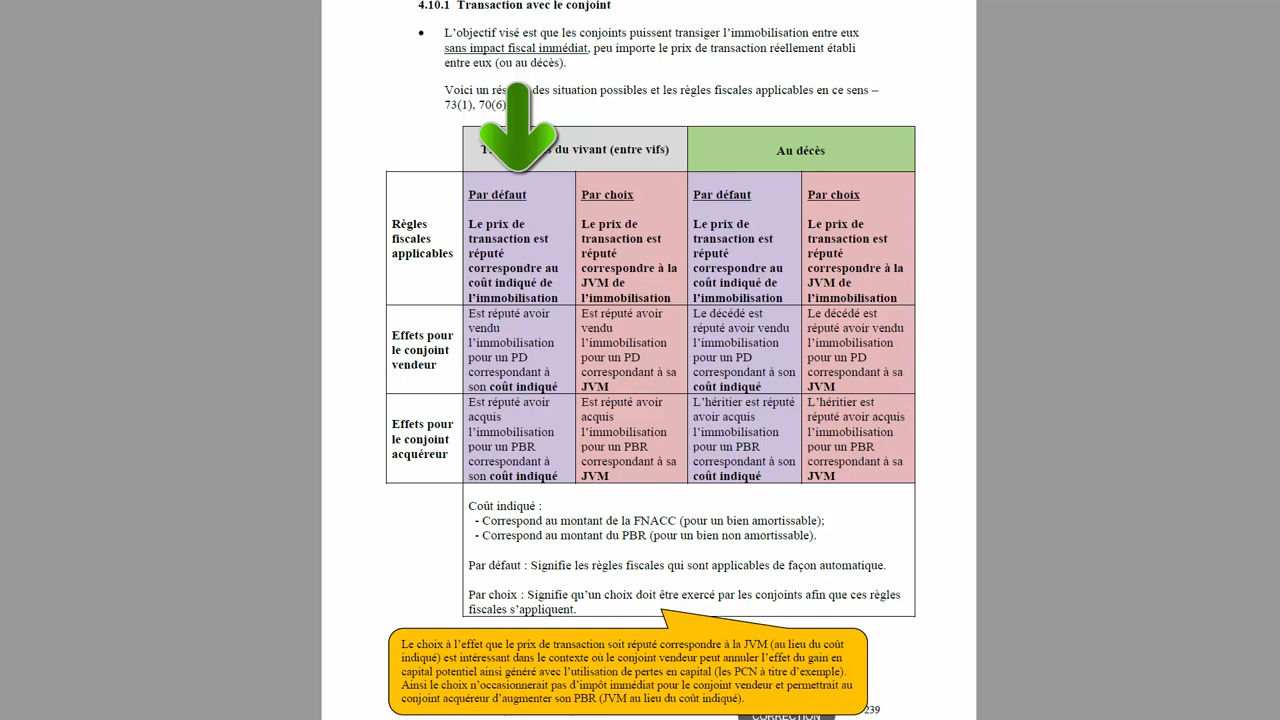 4.10.1 Transaction avec le conjoint
• L’objectif visé est que les conjoints puissent transiger l’immobilisation entre eux
sans impact fiscal immédiat, peu importe le prix de transaction réellement établi
entre eux (ou au décès).
Voici un des situation possibles et les règles fiscales applicables en ce sens –
73(1), 70(6)
du vivant (entre vifs)
Au décès
Règles
fiscales
applicables
Par défaut
Le prix de
transaction est
réputé
correspondre au
coût indiqué de
l’immobilisation
Par choix
Le prix de
transaction est
réputé
correspondre à la
JVM de
l’immobilisation
Par défaut
Le prix de
transaction est
réputé
correspondre au
coût indiqué de
l’immobilisation
Par choix
Le prix de
transaction est
réputé
correspondre à la
JVM de
l’immobilisation
Effets pour
le conjoint
vendeur
Est réputé avoir
vendu
l’immobilisation
pour un PD
correspondant à
son coût indiqué
Est réputé avoir
vendu
l’immobilisation
pour un PD
correspondant à sa
JVM
Le décédé est
réputé avoir vendu
l’immobilisation
pour un PD
correspondant à son
coût indiqué
Le décédé est
réputé avoir vendu
l’immobilisation
pour un PD
correspondant à sa
JVM
Effets pour
le conjoint
acquéreur
Est réputé avoir
acquis
l’immobilisation
pour un PBR
correspondant à
son coût indiqué
Est réputé avoir
acquis
l’immobilisation
pour un PBR
correspondant à sa
JVM
L’héritier est réputé
avoir acquis
l’immobilisation
pour un PBR
correspondant à son
coût indiqué
L’héritier est
réputé avoir acquis
l’immobilisation
pour un PBR
correspondant à sa
JVM
Coût indiqué :
- Correspond au montant de la FNACC (pour un bien amortissable);
- Correspond au montant du PBR (pour un bien non amortissable).
Par défaut : Signifie les règles fiscales qui sont applicables de façon automatique.
Par choix : Signifie qu’un choix doit être exercé par les conjoints afin que ces règles
fiscales s’appliquent.
Le choix à l’effet que le prix de transaction soit réputé correspondre à la JVM (au lieu du coût
indiqué) est intéressant dans le contexte où le conjoint vendeur peut annuler l’effet du gain en
capital potentiel ainsi généré avec l’utilisation de pertes en capital (les PCN à titre d’exemple).
Ainsi le choix n’occasionnerait pas d’impôt immédiat pour le conjoint vendeur et permettrait au
conjoint acquéreur d’augmenter son PBR (JVM au lieu du coût indiqué).
CORRECTION
239